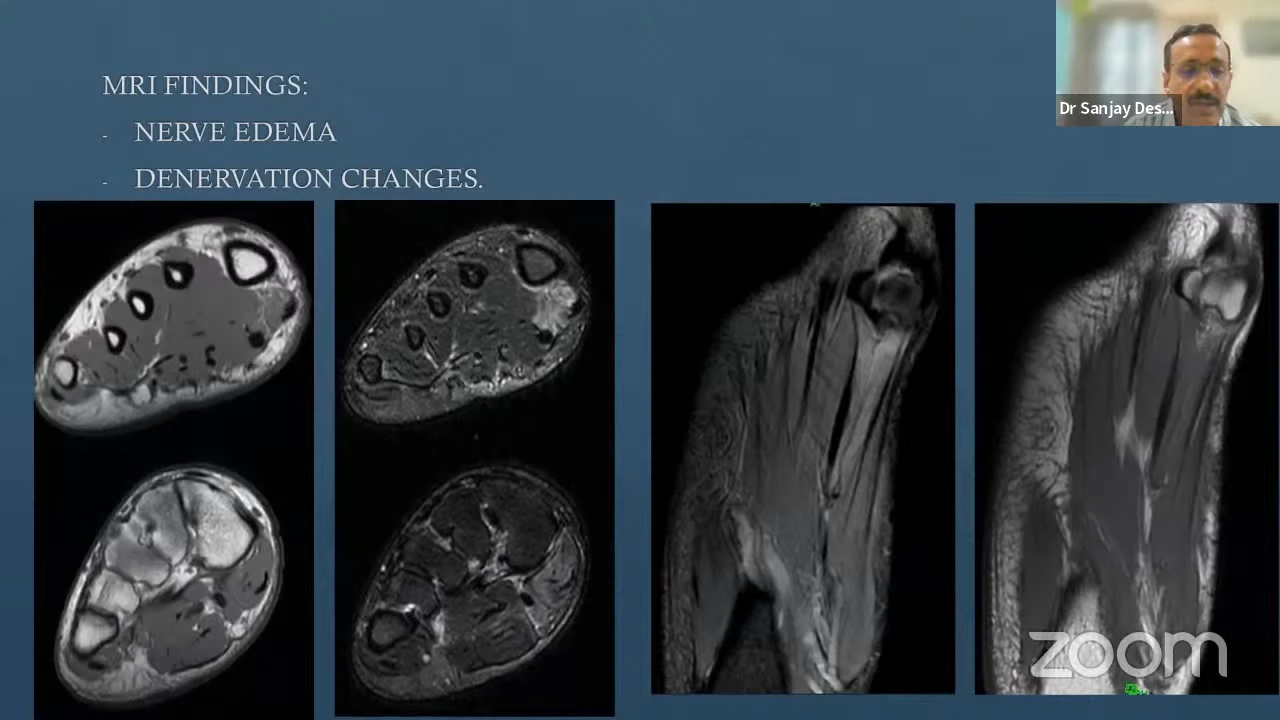 MRI FINDINGS:
- NERVE EDEMA
- DENERVATION CHANGES.
Dr Sanjay Des...
zoom